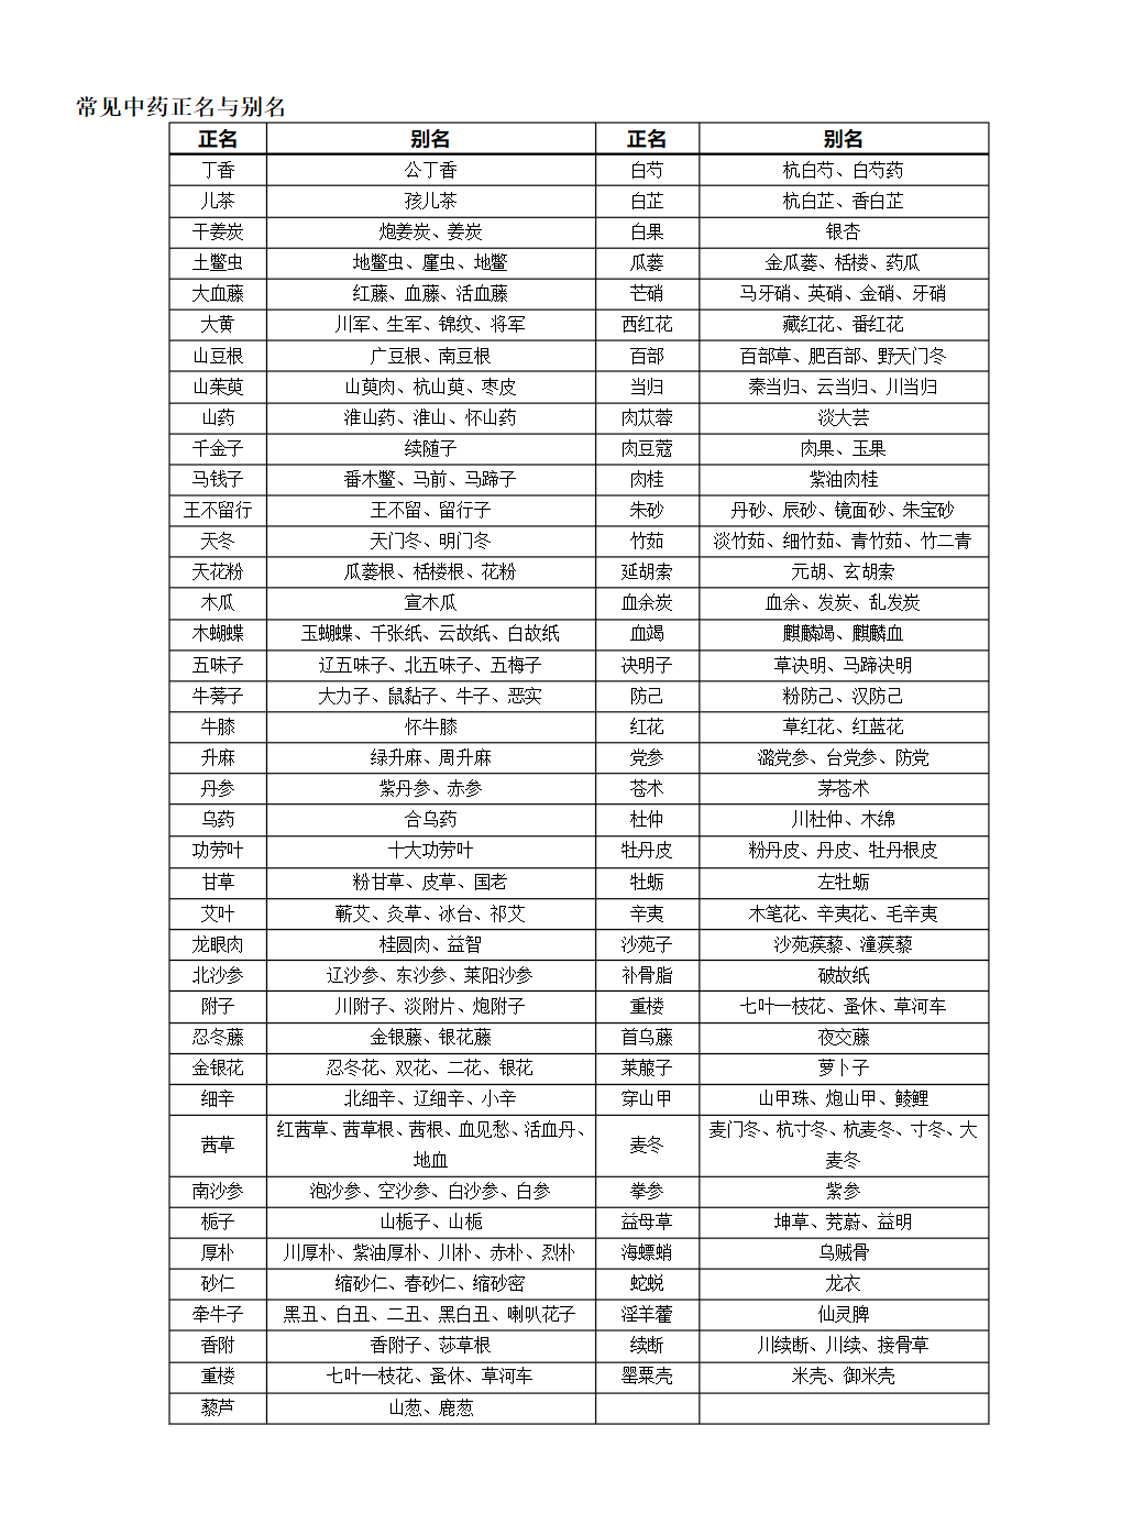 常见中药正名与别名
正名 别名 正名 别名
丁香 公丁香 白芍 杭白芍、白芍药
儿茶 孩儿茶 白芷 杭白芷、香白芷
干姜炭 炮姜炭、姜炭 白果 银杏
土鳖虫 地鳖虫、䗪虫、地鳖 瓜蒌 金瓜蒌、栝楼、药瓜
大血藤 红藤、血藤、活血藤 芒硝 马牙硝、英硝、金硝、牙硝
大黄 川军、生军、锦纹、将军 西红花 藏红花、番红花
山豆根 广豆根、南豆根 百部 百部草、肥百部、野天门冬
山茱萸 山萸肉、杭山萸、枣皮 当归 秦当归、云当归、川当归
山药 淮山药、淮山、怀山药 肉苁蓉 淡大芸
千金子 续随子 肉豆蔻 肉果、玉果
马钱子 番木鳖、马前、马蹄子 肉桂 紫油肉桂
王不留行 王不留、留行子 朱砂 丹砂、辰砂、镜面砂、朱宝砂
天冬 天门冬、明门冬 竹茹 淡竹茹、细竹茹、青竹茹、竹二青
天花粉 瓜蒌根、栝楼根、花粉 延胡索 元胡、玄胡索
木瓜 宣木瓜 血余炭 血余、发炭、乱发炭
木蝴蝶 玉蝴蝶、千张纸、云故纸、白故纸 血竭 麒麟竭、麒麟血
五味子 辽五味子、北五味子、五梅子 决明子 草决明、马蹄决明
牛蒡子 大力子、鼠黏子、牛子、恶实 防己 粉防己、汉防己
牛膝 怀牛膝 红花 草红花、红蓝花
升麻 绿升麻、周升麻 党参 潞党参、台党参、防党
丹参 紫丹参、赤参 苍术 茅苍术
乌药 合乌药 杜仲 川杜仲、木绵
功劳叶 十大功劳叶 牡丹皮 粉丹皮、丹皮、牡丹根皮
甘草 粉甘草、皮草、国老 牡蛎 左牡蛎
艾叶 蕲艾、灸草、冰台、祁艾 辛夷 木笔花、辛夷花、毛辛夷
龙眼肉 桂圆肉、益智 沙苑子 沙苑蒺藜、潼蒺藜
北沙参 辽沙参、东沙参、莱阳沙参 补骨脂 破故纸
附子 川附子、淡附片、炮附子 重楼 七叶一枝花、蚤休、草河车
忍冬藤 金银藤、银花藤 首乌藤 夜交藤
金银花 忍冬花、双花、二花、银花 莱菔子 萝卜子
细辛 北细辛、辽细辛、小辛 穿山甲 山甲珠、炮山甲、鲮鲤
茜草 红茜草、茜草根、茜根、血见愁、活血丹、 麦冬 麦门冬、杭寸冬、杭麦冬、寸冬、大
地血 麦冬
南沙参 泡沙参、空沙参、白沙参、白参 拳参 紫参
栀子 山栀子、山栀 益母草 坤草、茺蔚、益明
厚朴 川厚朴、紫油厚朴、川朴、赤朴、烈朴 海螵蛸 乌贼骨
砂仁 缩砂仁、春砂仁、缩砂密 蛇蜕 龙衣
牵牛子 黑丑、白丑、二丑、黑白丑、喇叭花子 淫羊藿 仙灵脾
香附 香附子、莎草根 续断 川续断、川续、接骨草
重楼 七叶一枝花、蚤休、草河车 罂粟壳 米壳、御米壳
藜芦 山葱、鹿葱